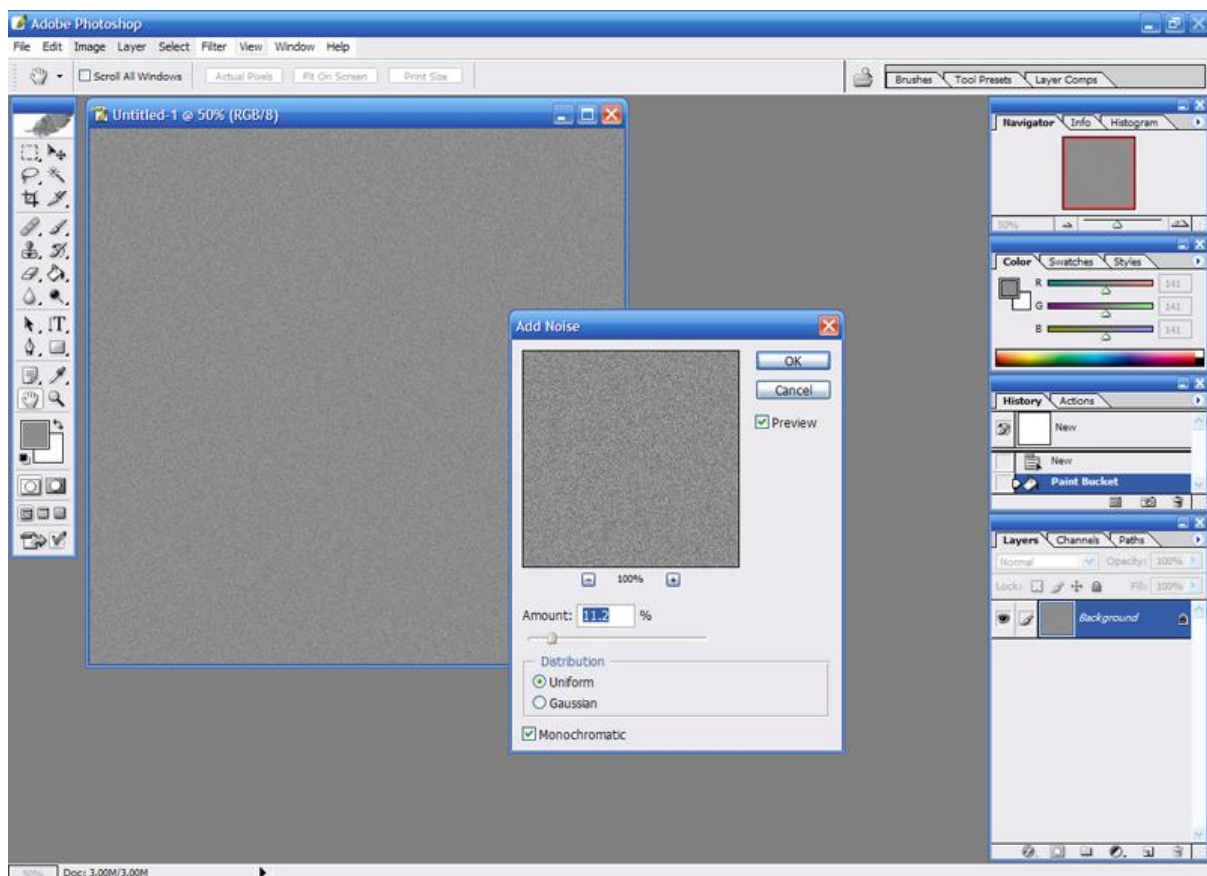 Adobe Photoshop
File Edit Image Layer Select Filter View Window Help
Scroll All Windows Actual Pixels Fit On Screen Print Size
Brushes Tool Presets Layer Comps
Untitled-1 @ 50% (RGB/8)
Navigator Info Histogram
50%
Color Swatches Styles
R 141
G 141
B 141
Add Noise
OK
Cancel
Preview
100%
Amount: 11.2 %
Distribution
Uniform
Gaussian
Monochromatic
History Actions
New
New
Paint Bucket
Layers Channels Paths
Normal Opacity: 100%
Lock: Fill: 100%
Background
50% Doc: 3.00M/3.00M